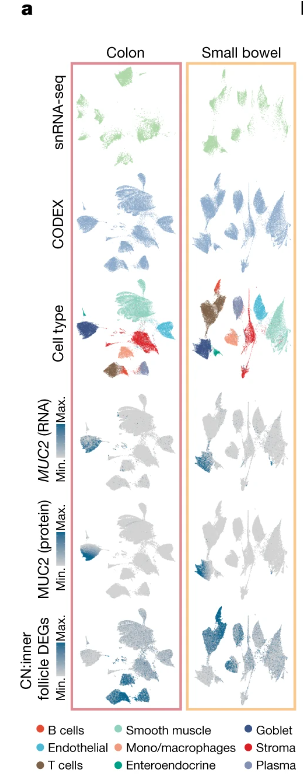 a
Colon
Small bowel
snRNA-seq
CODEX
Cell type
MUC2 (RNA)
Min.
Max.
MUC2 (protein)
Min.
Max.
CN:inner
follicle DEGs
Min.
Max.
B cells
Smooth muscle
Goblet
Endothelial
Mono/macrophages
Stroma
T cells
Enteroendocrine
Plasma